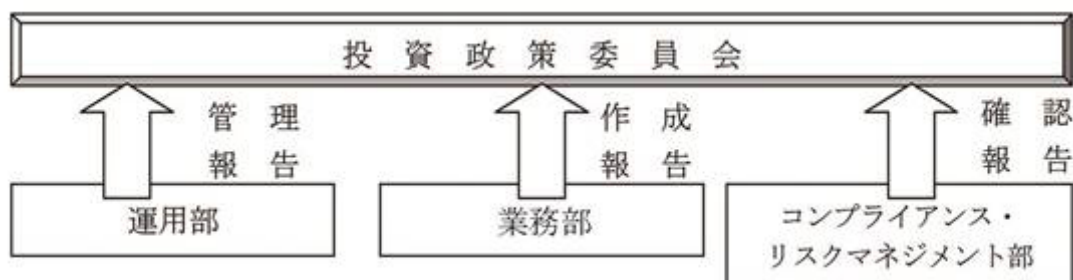 投資政策委員会
管理
報告
作成
報告
確認
報告
運用部
業務部
コンプライアンス・
リスクマネジメント部